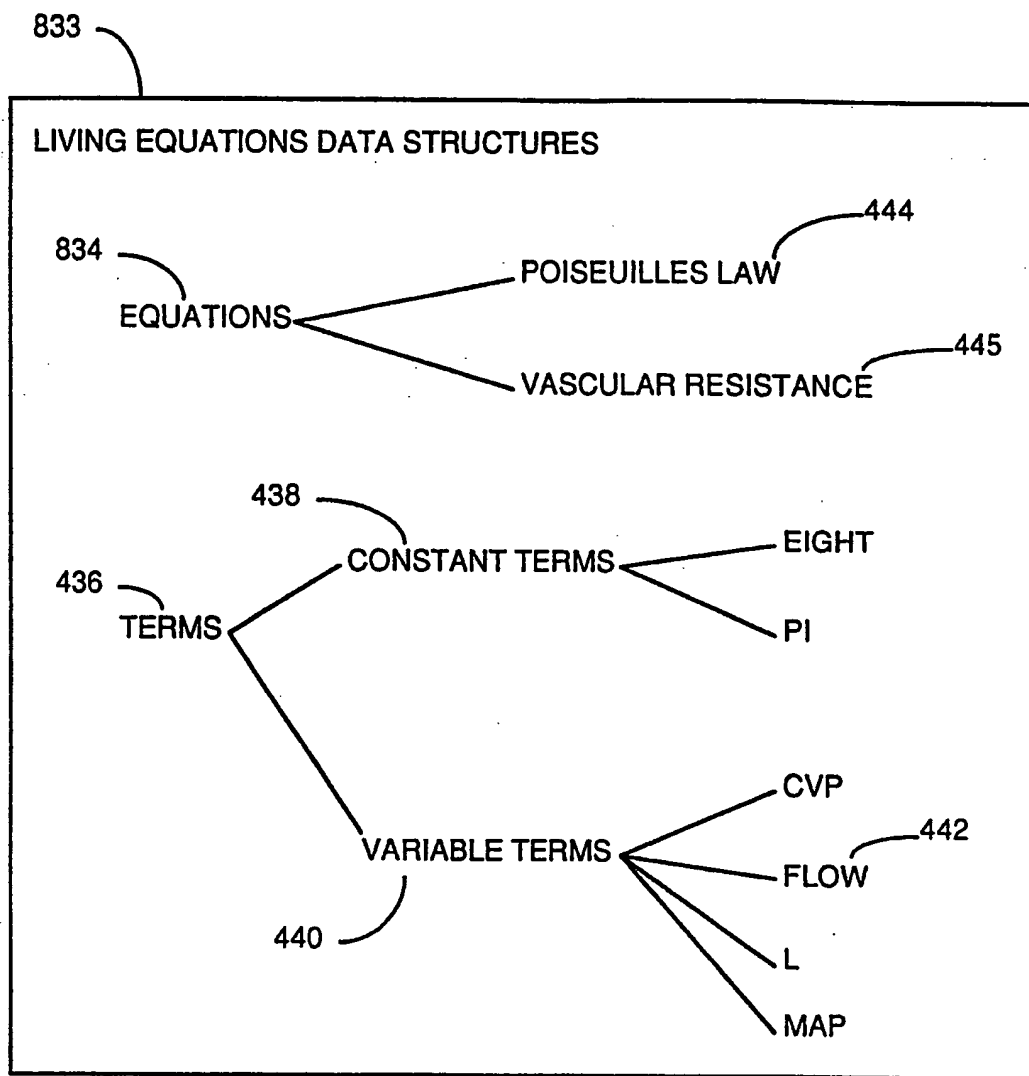 833
LIVING EQUATIONS DATA STRUCTURES
444
834
POISEUILLES LAW
EQUATIONS
445
VASCULAR RESISTANCE
438
EIGHT
CONSTANT TERMS
436
TERMS
PI
CVP
442
VARIABLE TERMS
FLOW
440
L
MAP